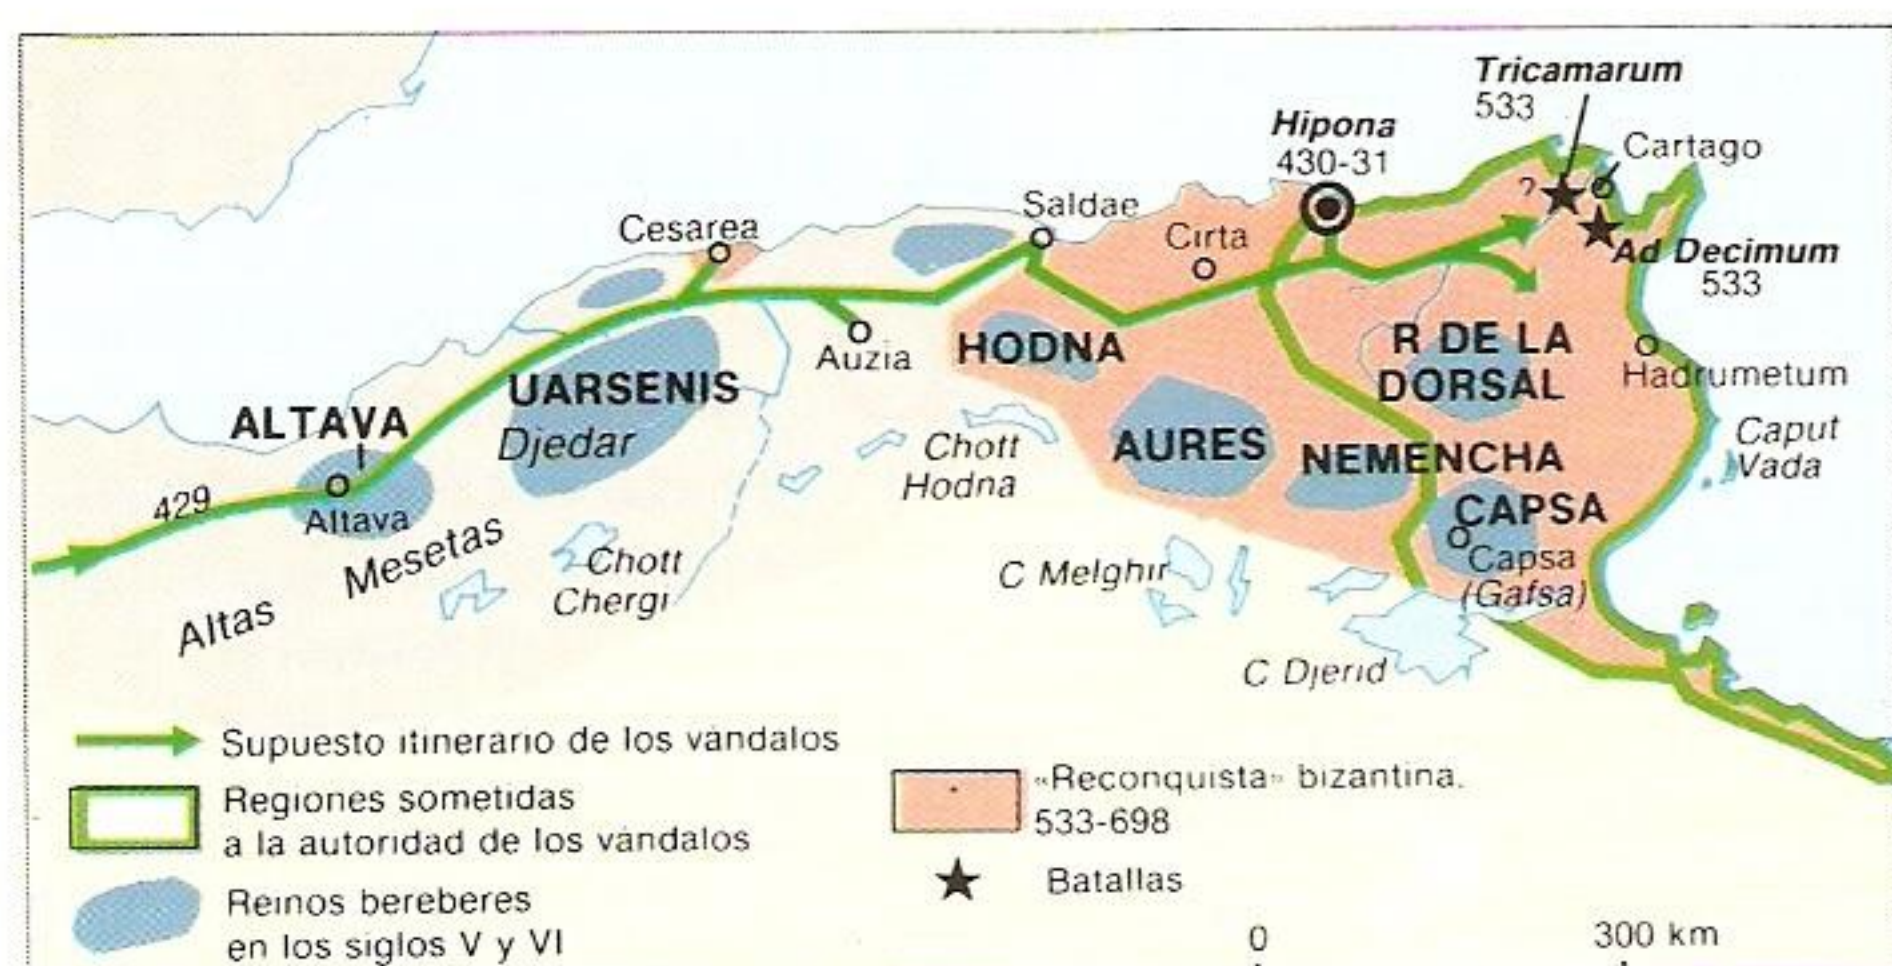 Tricamarum
533
Hipona
430-31
Cartago
?
Saldae
Cesarea
Cirta
Ad Decimum
533
Auzia
HODNA
R DE LA
DORSAL
Hadrumetum
UARSENIS
Djedar
ALTAVA
Chott
Hodna
AURES
NEMENCHA
Caput
Vada
429
Altava
CAPSA
Capsa
(Gafsa)
Altas
Mesetas
Chott
Chergi
C Melghir
C Djerid
Supuesto itinerario de los vándalos
Regiones sometidas
a la autoridad de los vándalos
Reinos bereberes
en los siglos V y VI
«Reconquista» bizantina.
533-698
Batallas
0
300 km